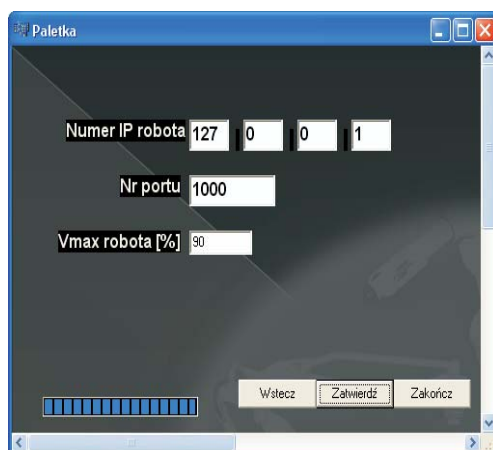 Paletka
Numer IP robota 127 0 0 1
Nr portu 1000
Vmax robota [%] 90
Wstecz Zatwierdź Zakończ